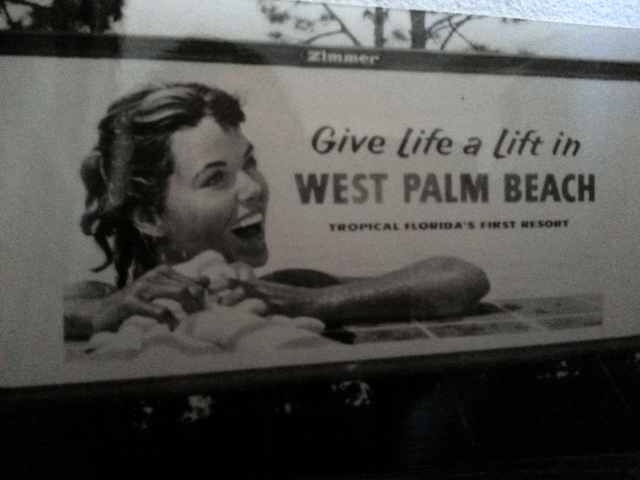 Zimmer
Give Life a Lift in
WEST PALM BEACH
TROPICAL FLORIDA'S FIRST RESORT